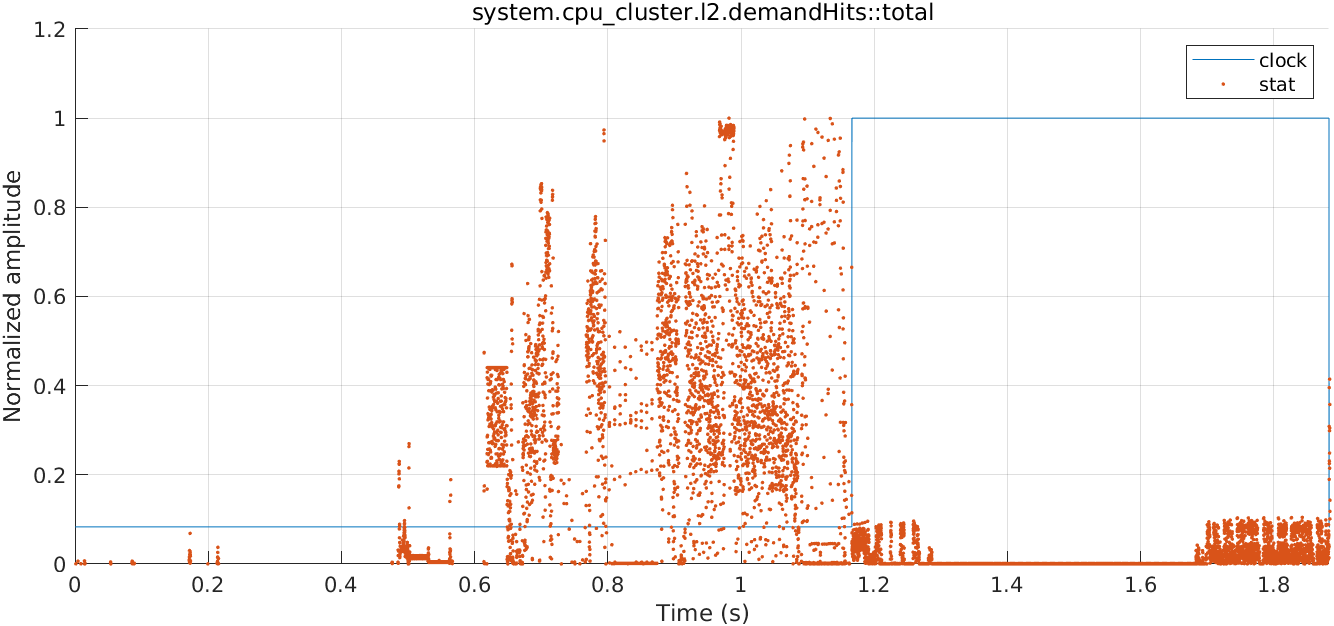 system.cpu_cluster.l2.demandHits::total
1.2
1
0.8
0.6
0.4
0.2
0
Normalized amplitude
clock
stat
0 0.2 0.4 0.6 0.8 1 1.2 1.4 1.6 1.8
Time (s)